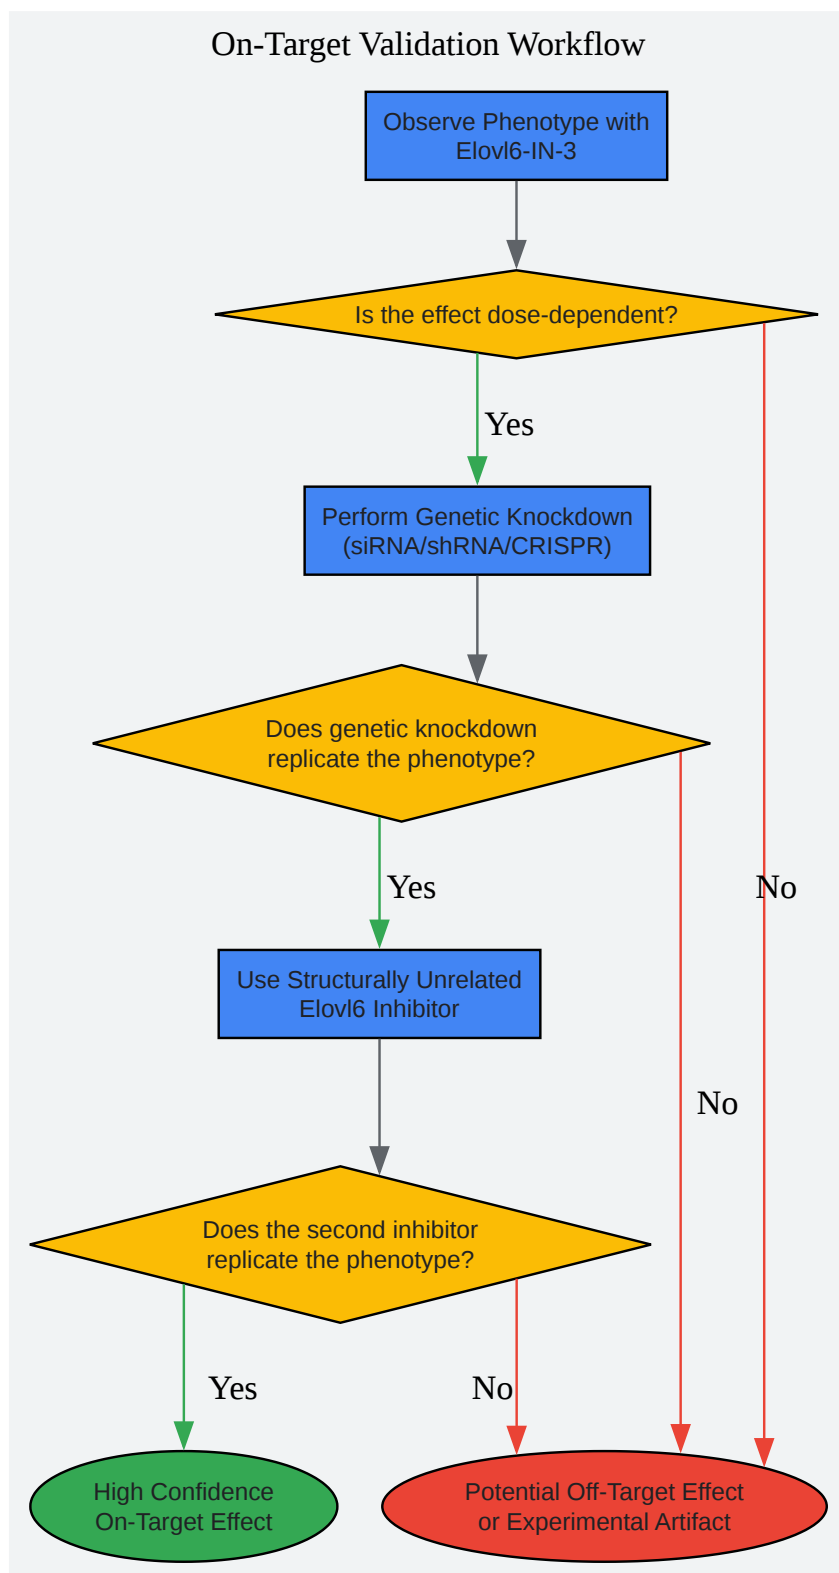 On-Target Validation Workflow
Observe Phenotype with
Elovl6-IN-3
Is the effect dose-dependent?
Yes
Perform Genetic Knockdown
(siRNA/shRNA/CRISPR)
Does genetic knockdown
replicate the phenotype?
Yes
No
Use Structurally Unrelated
Elovl6 Inhibitor
No
Does the second inhibitor
replicate the phenotype?
Yes
No
High Confidence
On-Target Effect
Potential Off-Target Effect
or Experimental Artifact